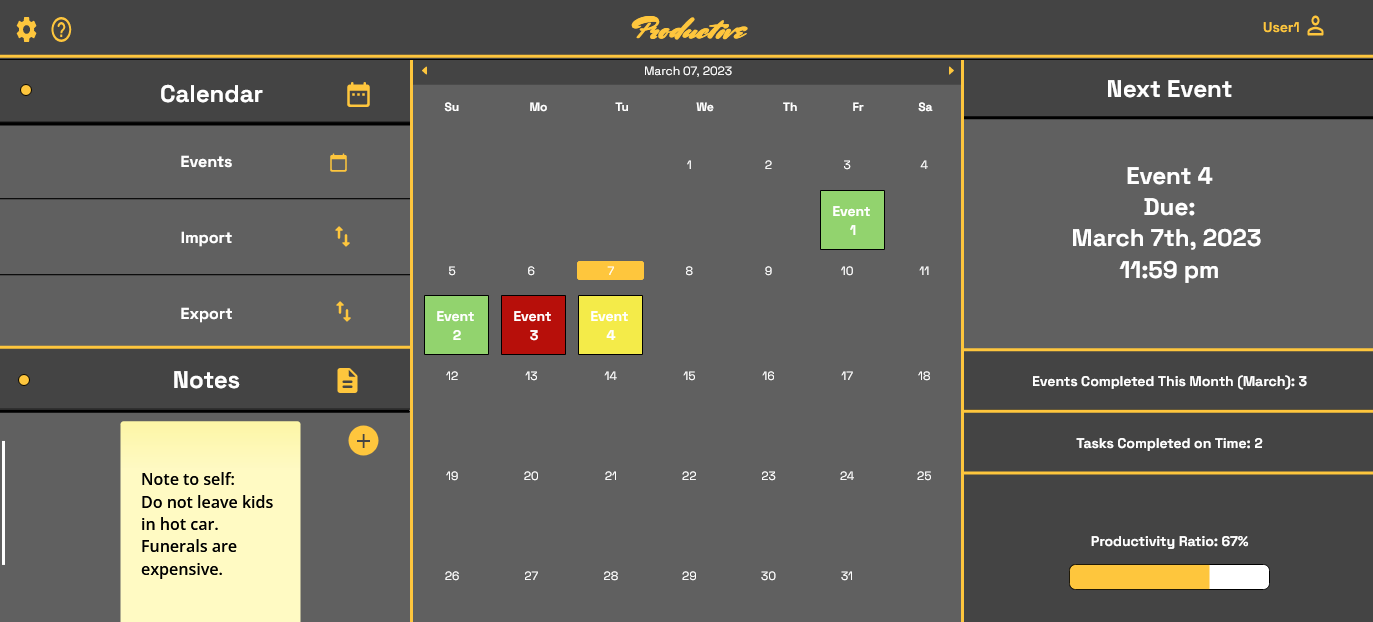 Productive
User1
Calendar
Events
Import
Export
Notes
Note to self:
Do not leave kids
in hot car.
Funerals are
expensive.
March 07, 2023
Su Mo Tu We Th Fr Sa
1 2 3 4
Event
1
5 6 7 8 9 10 11
Event
2
Event
3
Event
4
12 13 14 15 16 17 18
19 20 21 22 23 24 25
26 27 28 29 30 31
Next Event
Event 4
Due:
March 7th, 2023
11:59 pm
Events Completed This Month (March): 3
Tasks Completed on Time: 2
Productivity Ratio: 67%